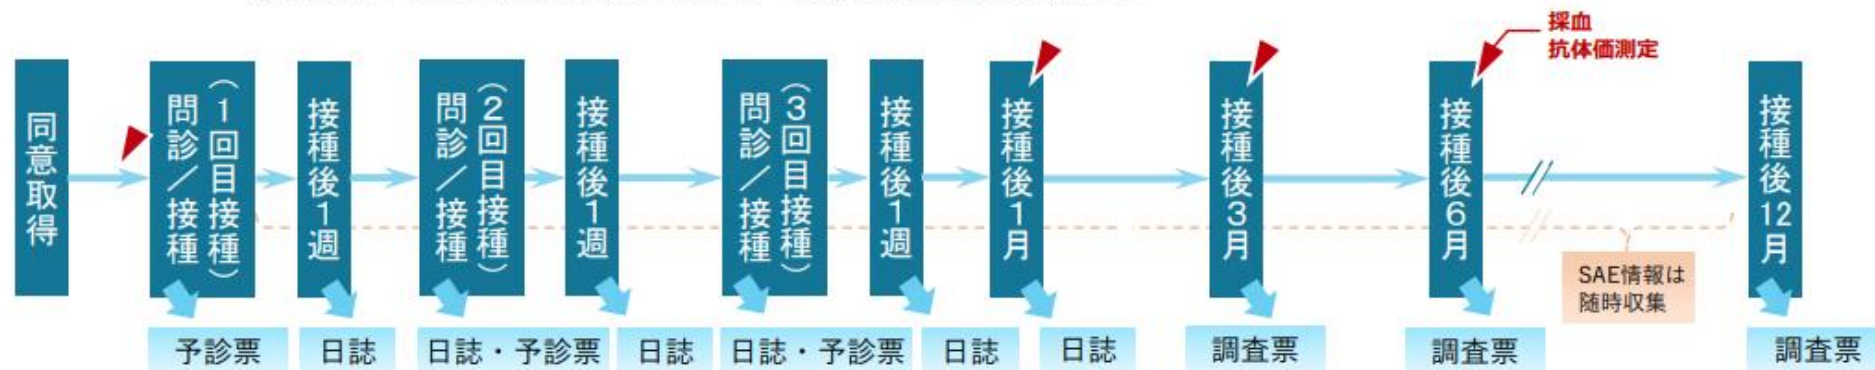 採血
抗体価測定
同意取得
（1回目接種）
問診／接種
接種後1週
（2回目接種）
問診／接種
接種後1週
（3回目接種）
問診／接種
接種後1週
接種後1月
接種後3月
接種後6月
接種後12月
SAE情報は
随時収集
予診票
日誌
日誌・予診票
日誌
日誌・予診票
日誌
日誌
調査票
調査票
調査票